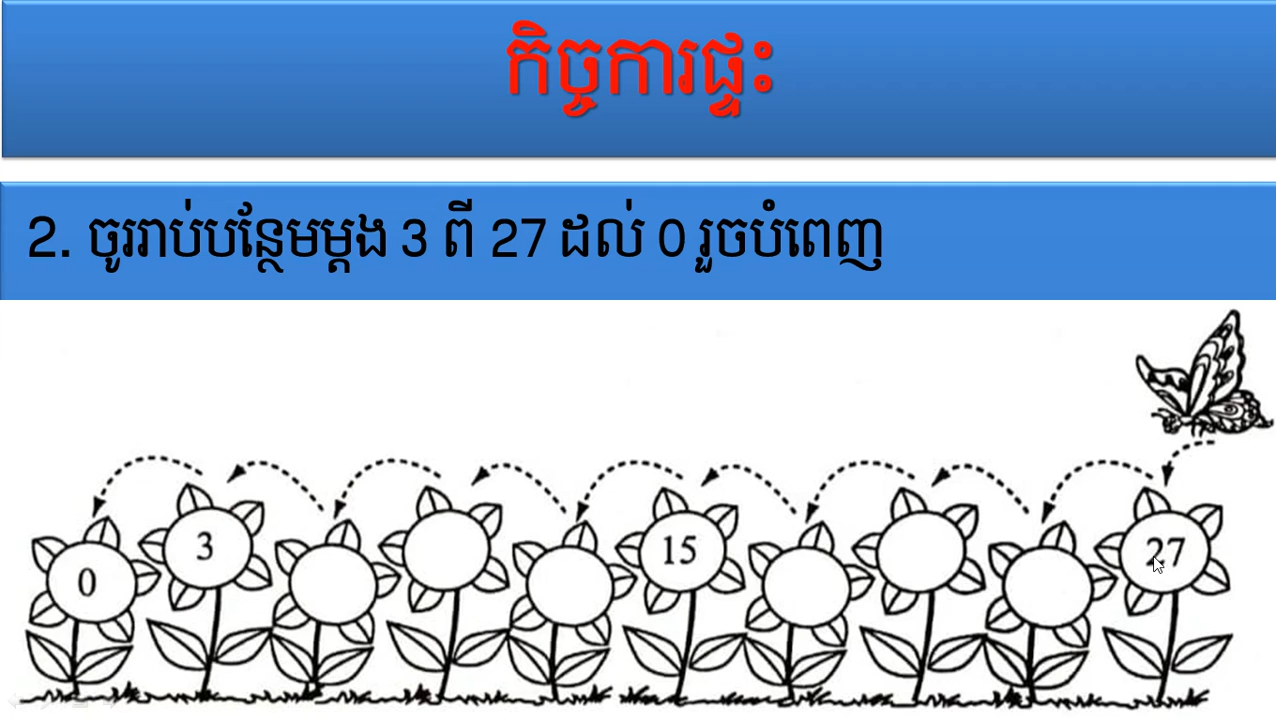 កិច្ចការផ្ទះ
2. ចូររាប់បន្ថែមម្តង 3 ពី 27 ដល់ 0 រួចបំពេញ
0 3 15 27